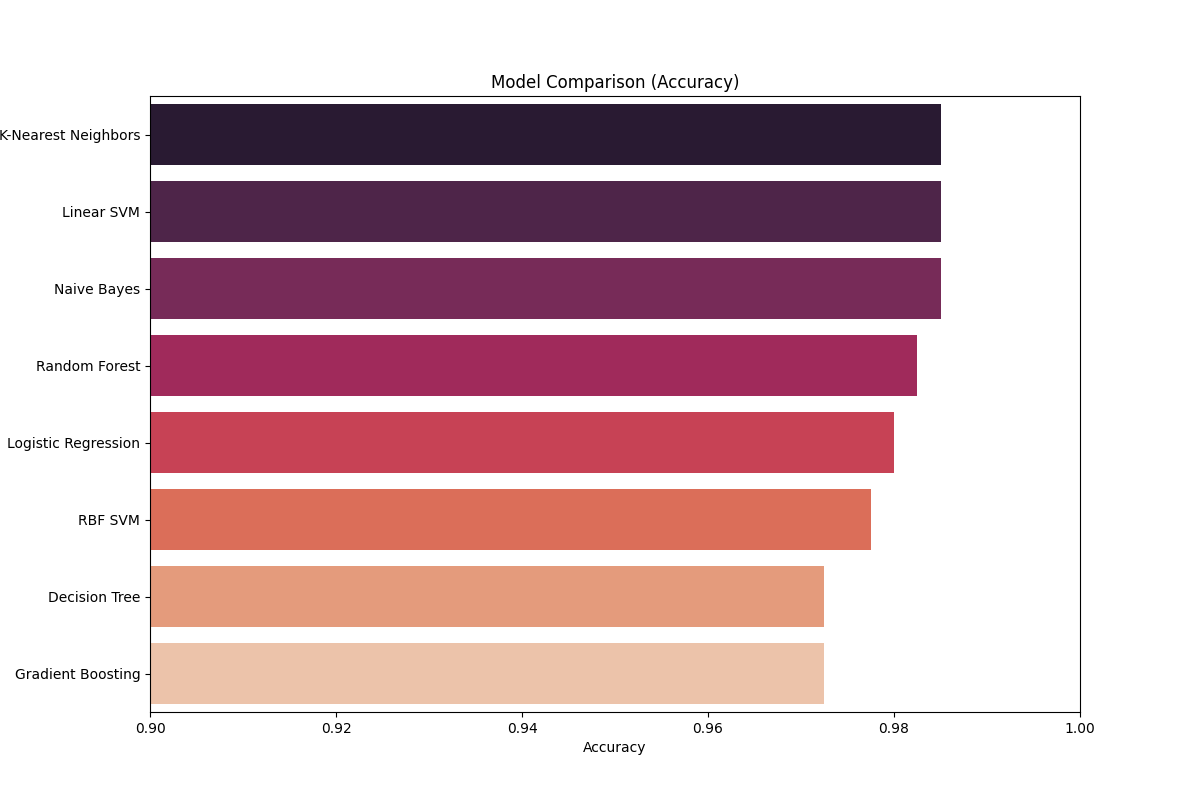 Model Comparison (Accuracy)
K-Nearest Neighbors
Linear SVM
Naive Bayes
Random Forest
Logistic Regression
RBF SVM
Decision Tree
Gradient Boosting
0.90 0.92 0.94 0.96 0.98 1.00
Accuracy